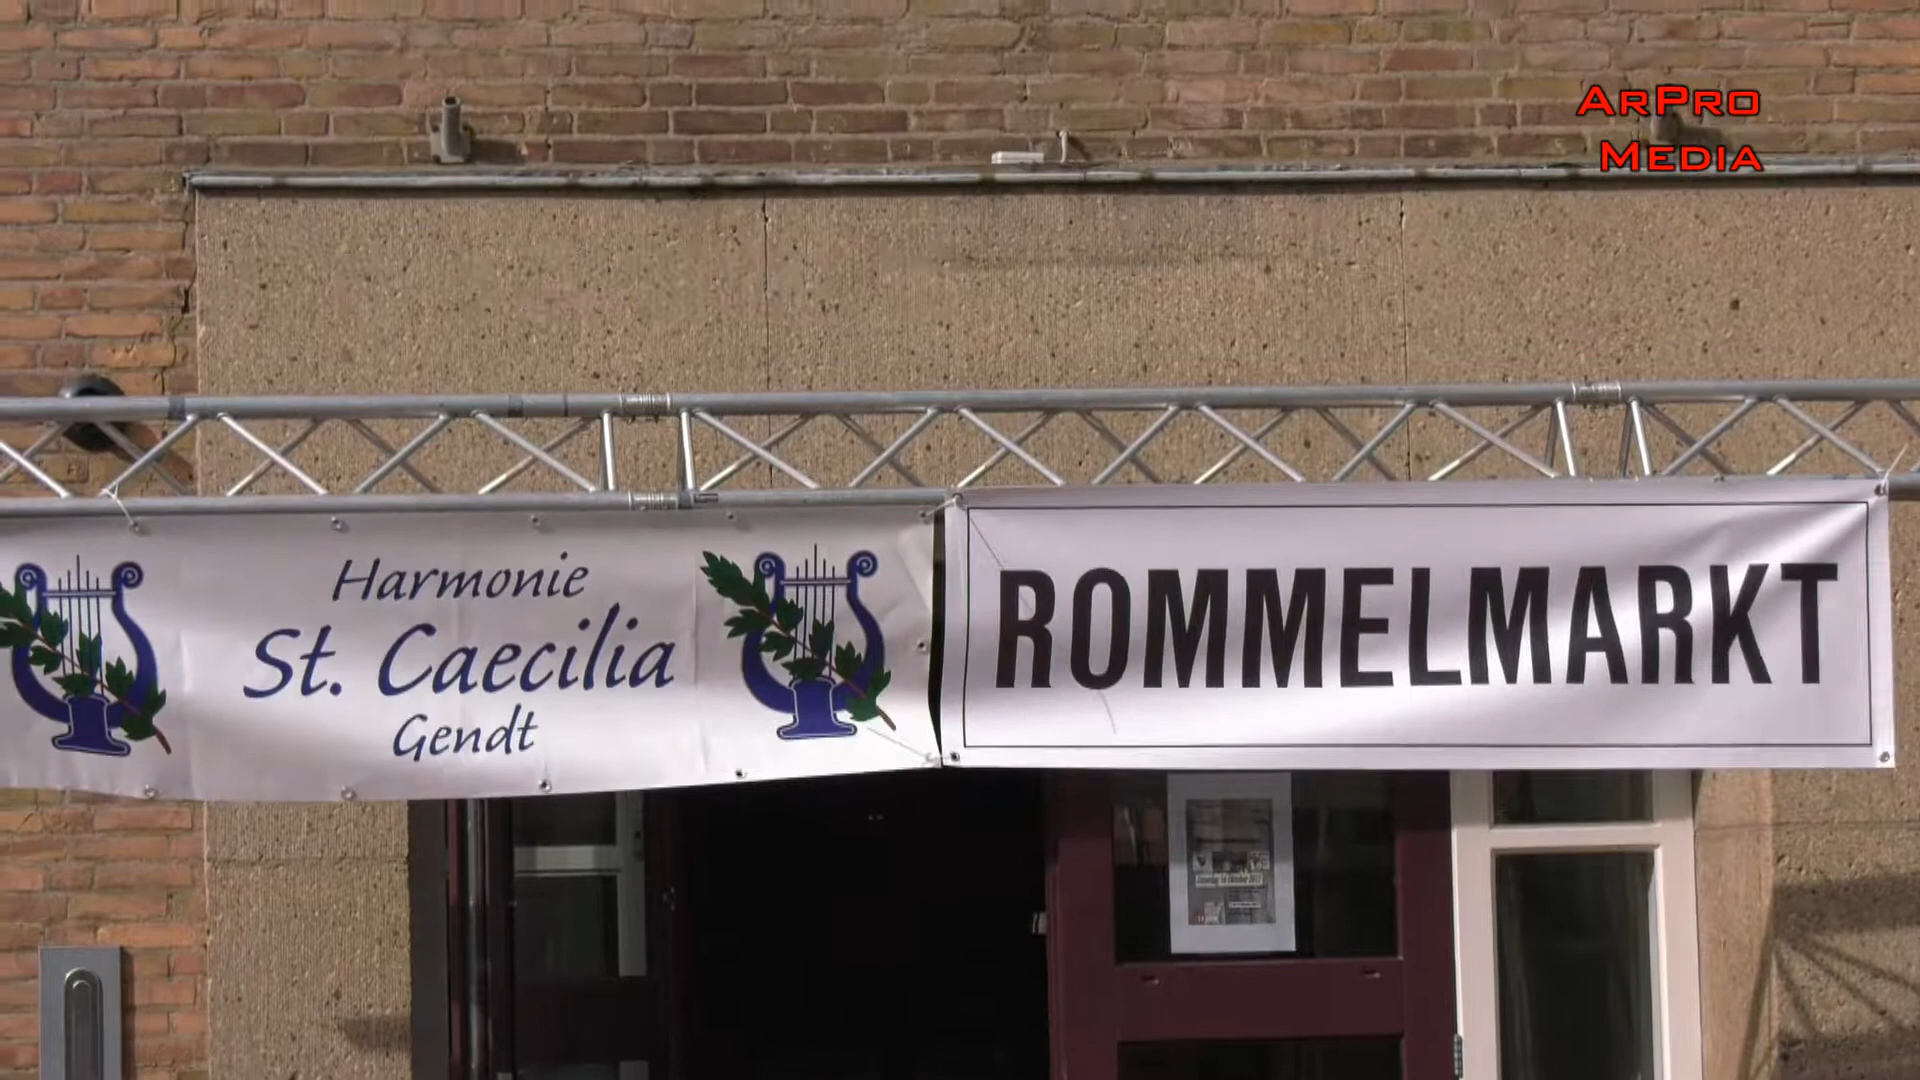 ArPro
Media
Harmonie
St. Caecilia
Gendt
ROMMELMARKT